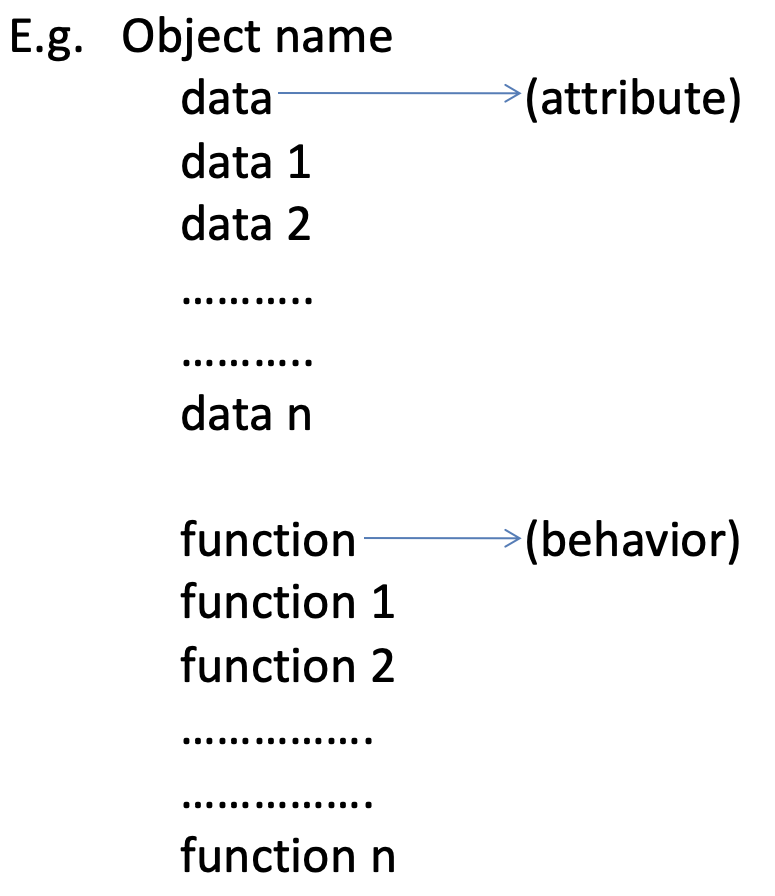 E.g. Object name
data (attribute)
data 1
data 2
………..
………..
data n
function (behavior)
function 1
function 2
…………….
…………….
function n